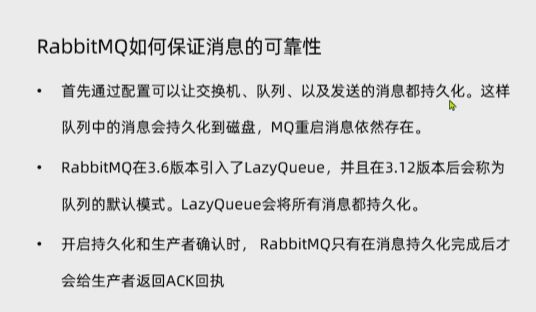 RabbitMQ如何保证消息的可靠性
• 首先通过配置可以让交换机、队列、以及发送的消息都持久化。这样
队列中的消息会持久化到磁盘，MQ重启消息依然存在。
• RabbitMQ在3.6版本引入了LazyQueue，并且在3.12版本后会称为
队列的默认模式。LazyQueue会将所有消息都持久化。
• 开启持久化和生产者确认时， RabbitMQ只有在消息持久化完成后才
会给生产者返回ACK回执